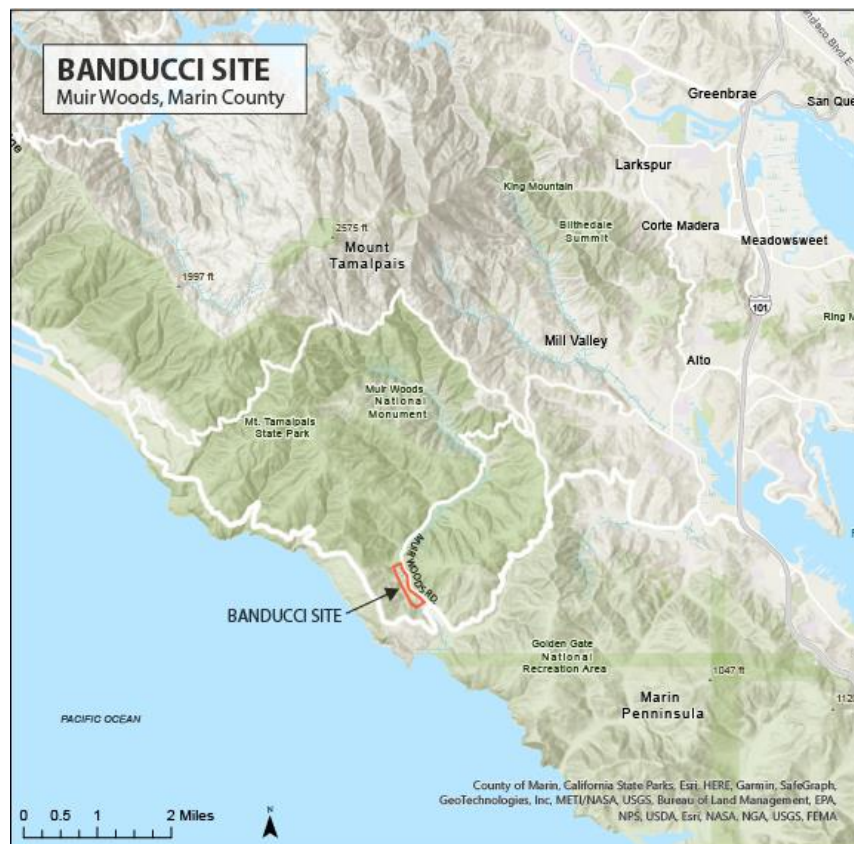 BANDUCCI SITE
Muir Woods, Marin County
Greenbrae
San Que
Larkspur
King Mountain
Blithedale
Summit
Corte Madera
Meadowsweet
2575 ft
Mount
Tamalpais
1997 ft
101
Ring M
Mill Valley
Alto
Muir Woods
National
Monument
Mt. Tamalpais
State Park
MUIR WOODS RD.
BANDUCCI SITE
Golden Gate
National
Recreation Area
1047 ft
Marin
Penninsula
112
PACIFIC OCEAN
County of Marin, California State Parks, Esri, HERE, Garmin, SafeGraph,
GeoTechnologies, Inc, METI/NASA, USGS, Bureau of Land Management, EPA,
NPS, USDA, Esri, NASA, NGA, USGS, FEMA
0 0.5 1 2 Miles
N